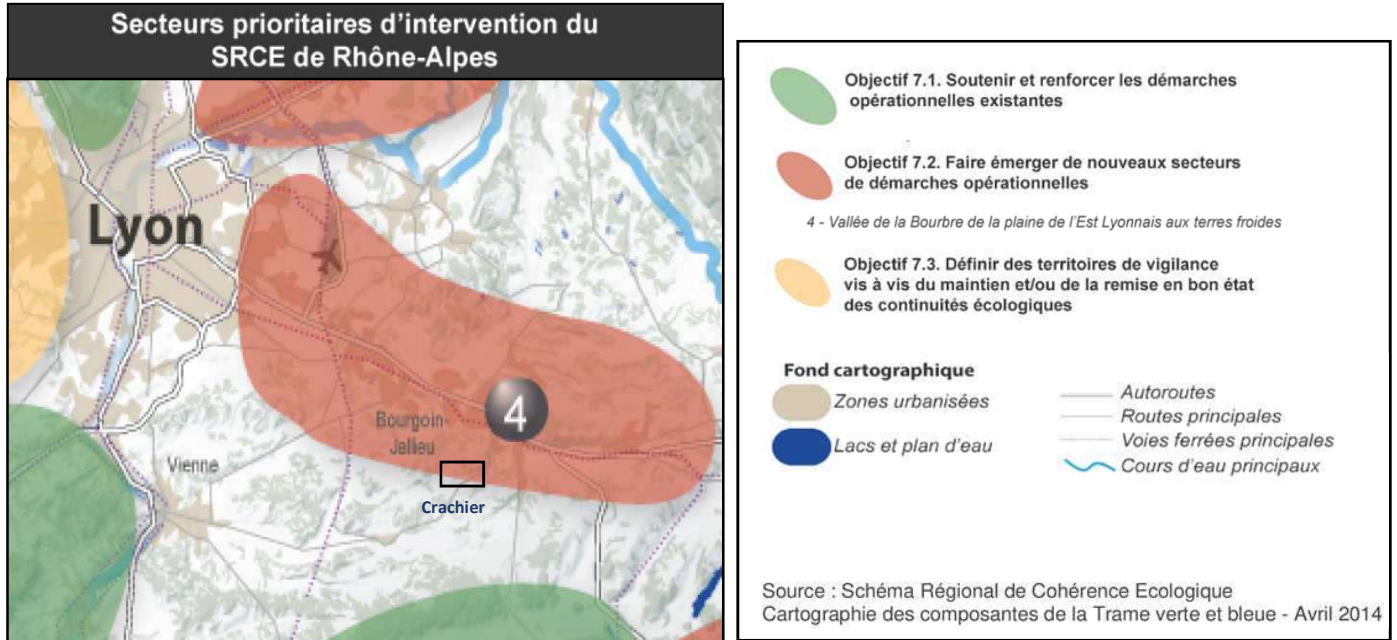 Secteurs prioritaires d'intervention du
SRCE de Rhône-Alpes
Lyon
4
Bourgoin-
Jallieu
Vienne
Crachier
Objectif 7.1. Soutenir et renforcer les démarches
opérationnelles existantes
Objectif 7.2. Faire émerger de nouveaux secteurs
de démarches opérationnelles
4 - Vallée de la Bourbre de la plaine de l'Est Lyonnais aux terres froides
Objectif 7.3. Définir des territoires de vigilance
vis à vis du maintien et/ou de la remise en bon état
des continuités écologiques
Fond cartographique
Zones urbanisées
Lacs et plan d'eau
Autoroutes
Routes principales
Voies ferrées principales
Cours d'eau principaux
Source : Schéma Régional de Cohérence Ecologique
Cartographie des composantes de la Trame verte et bleue - Avril 2014